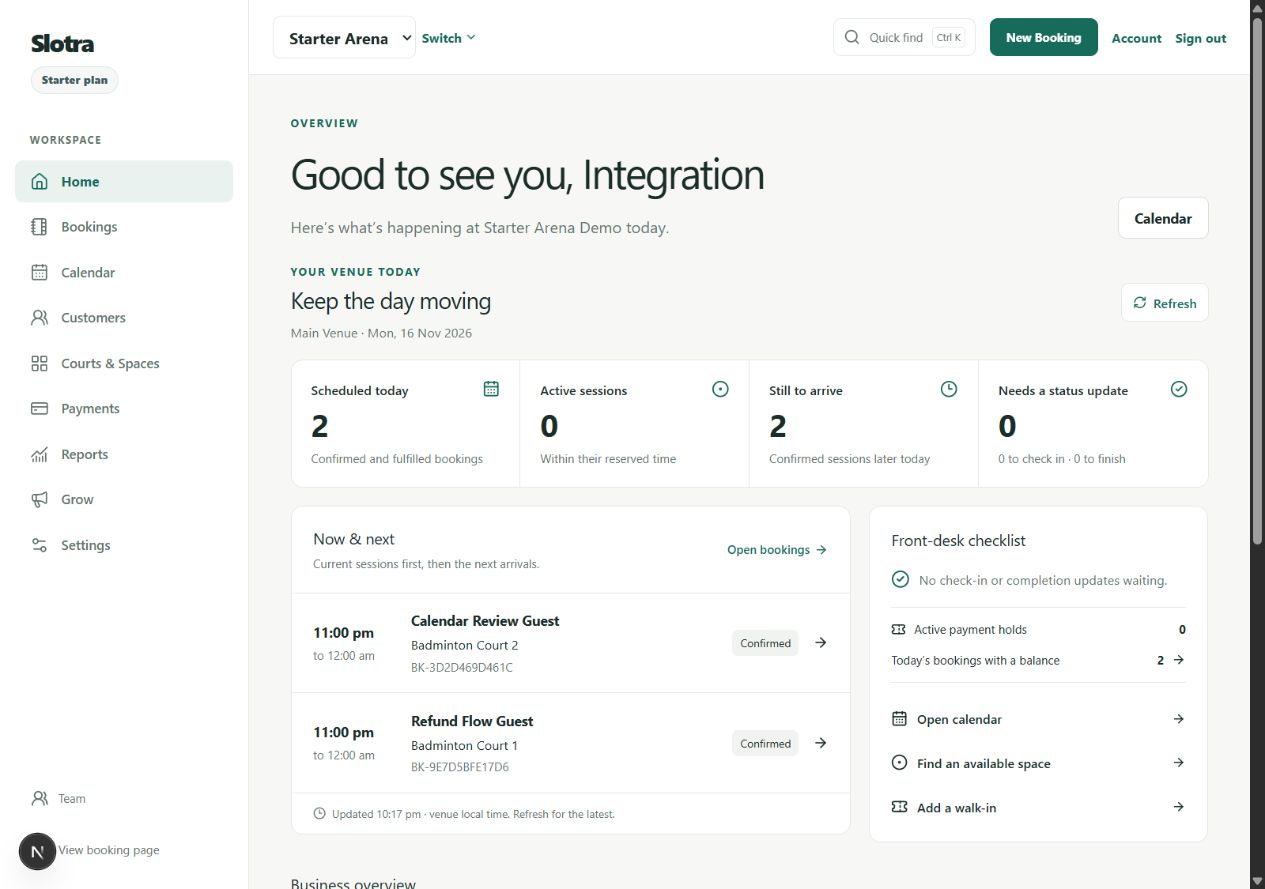 Slotra
Starter plan
WORKSPACE
Home
Bookings
Calendar
Customers
Courts & Spaces
Payments
Reports
Grow
Settings
Team
N
View booking page
Starter Arena
Switch
Quick find Ctrl K
New Booking
Account
Sign out
OVERVIEW
Good to see you, Integration
Here's what's happening at Starter Arena Demo today.
Calendar
YOUR VENUE TODAY
Keep the day moving
Main Venue · Mon, 16 Nov 2026
Refresh
Scheduled today
2
Confirmed and fulfilled bookings
Active sessions
0
Within their reserved time
Still to arrive
2
Confirmed sessions later today
Needs a status update
0
0 to check in · 0 to finish
Now & next
Current sessions first, then the next arrivals.
Open bookings
11:00 pm
to 12:00 am
Calendar Review Guest
Badminton Court 2
BK-3D2D469D461C
Confirmed
11:00 pm
to 12:00 am
Refund Flow Guest
Badminton Court 1
BK-9E7D5BFE17D6
Confirmed
Updated 10:17 pm · venue local time. Refresh for the latest.
Front-desk checklist
No check-in or completion updates waiting.
Active payment holds 0
Today's bookings with a balance 2
Open calendar
Find an available space
Add a walk-in
Business overview